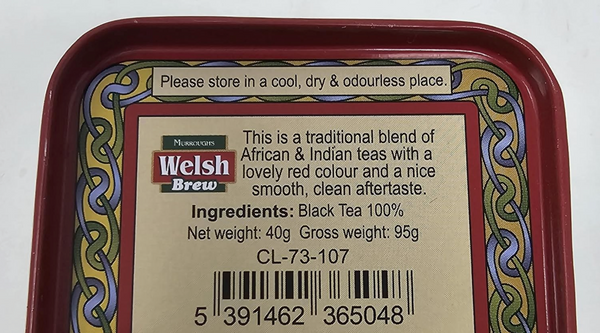 Please store in a cool, dry & odourless place.
MURROUGHS
Welsh
Brew
This is a traditional blend of
African & Indian teas with a
lovely red colour and a nice
smooth, clean aftertaste.
Ingredients: Black Tea 100%
Net weight: 40g Gross weight: 95g
CL-73-107
5 391462 365048